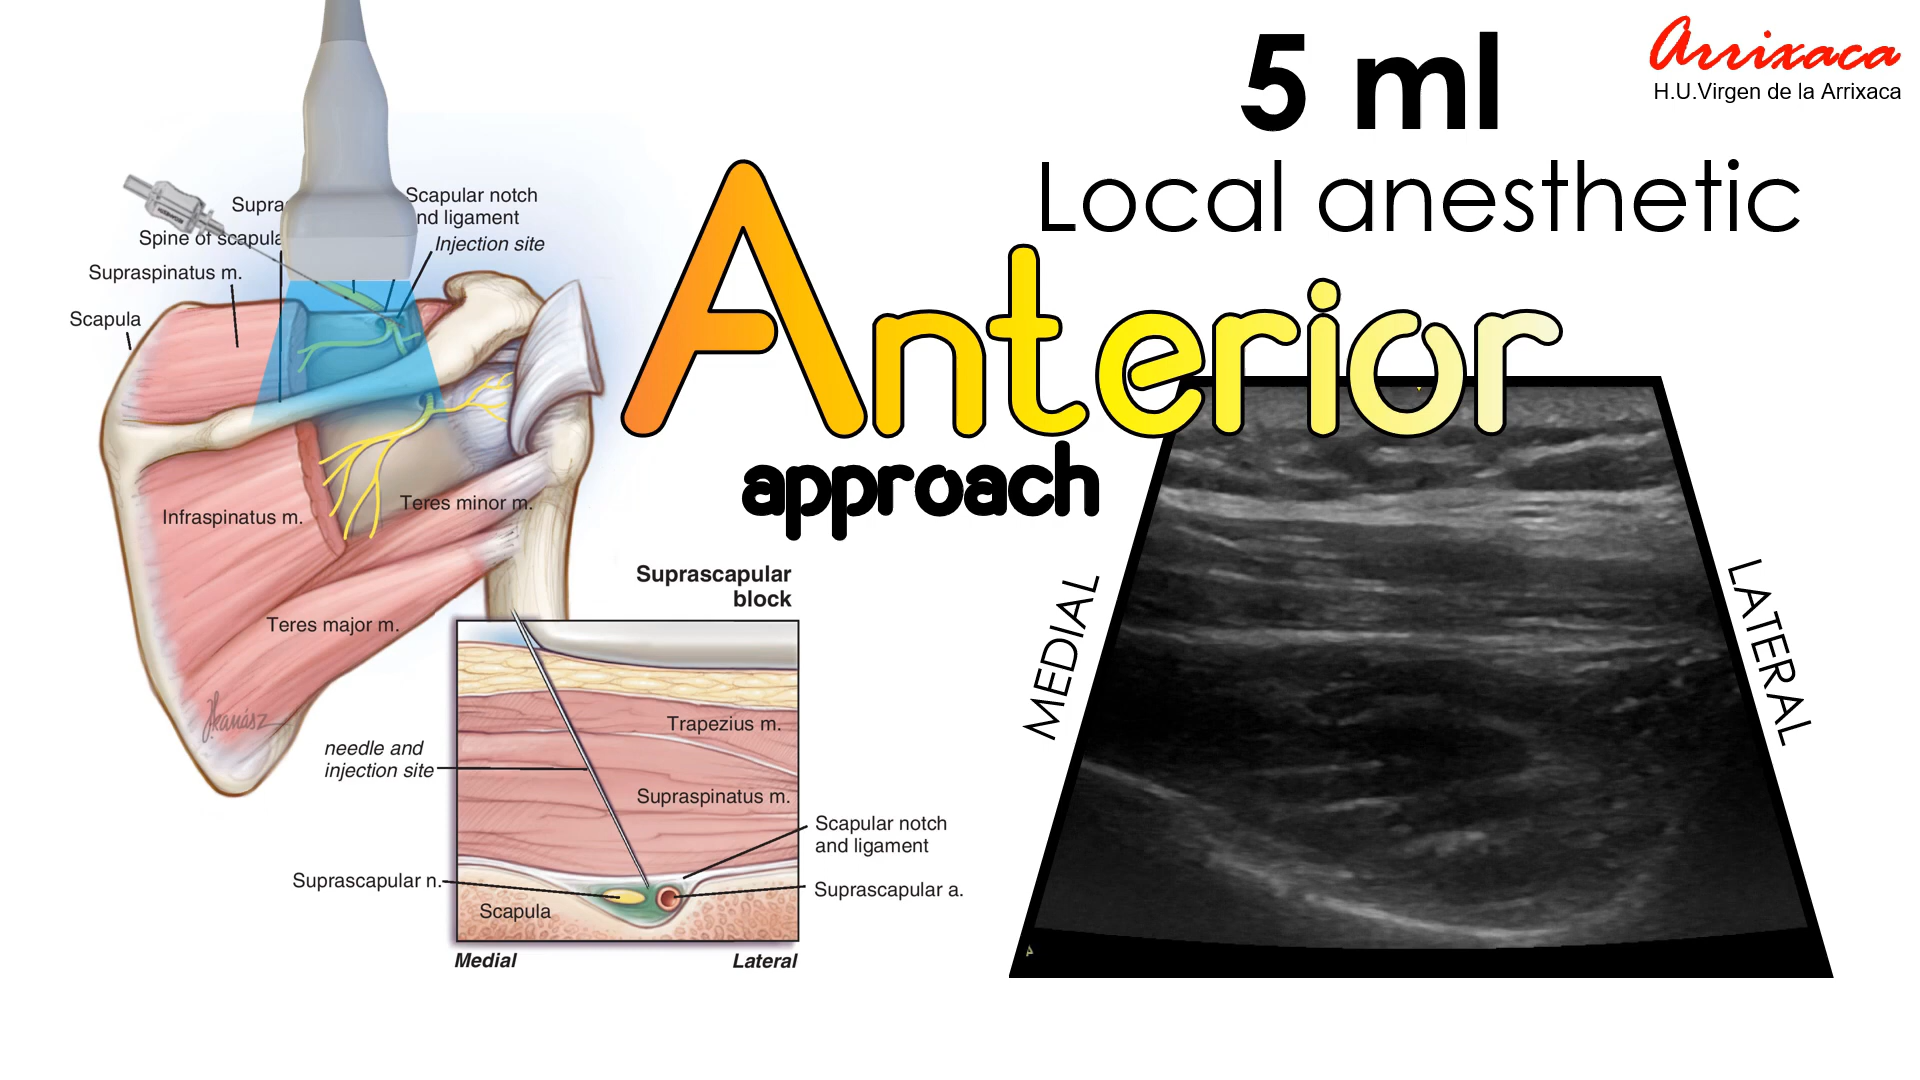 5 ml
Arrixaca
H.U.Virgen de la Arrixaca
Local anesthetic
Anterior
approach
Scapular notch
nd ligament
Supras
Spine of scapula
Injection site
Supraspinatus m.
Scapula
Infraspinatus m.
Teres minor m.
Teres major m.
Suprascapular
block
needle and
injection site
Trapezius m.
Supraspinatus m.
Scapular notch
and ligament
Suprascapular n.
Suprascapular a.
Scapula
Medial
Lateral
MEDIAL
LATERAL